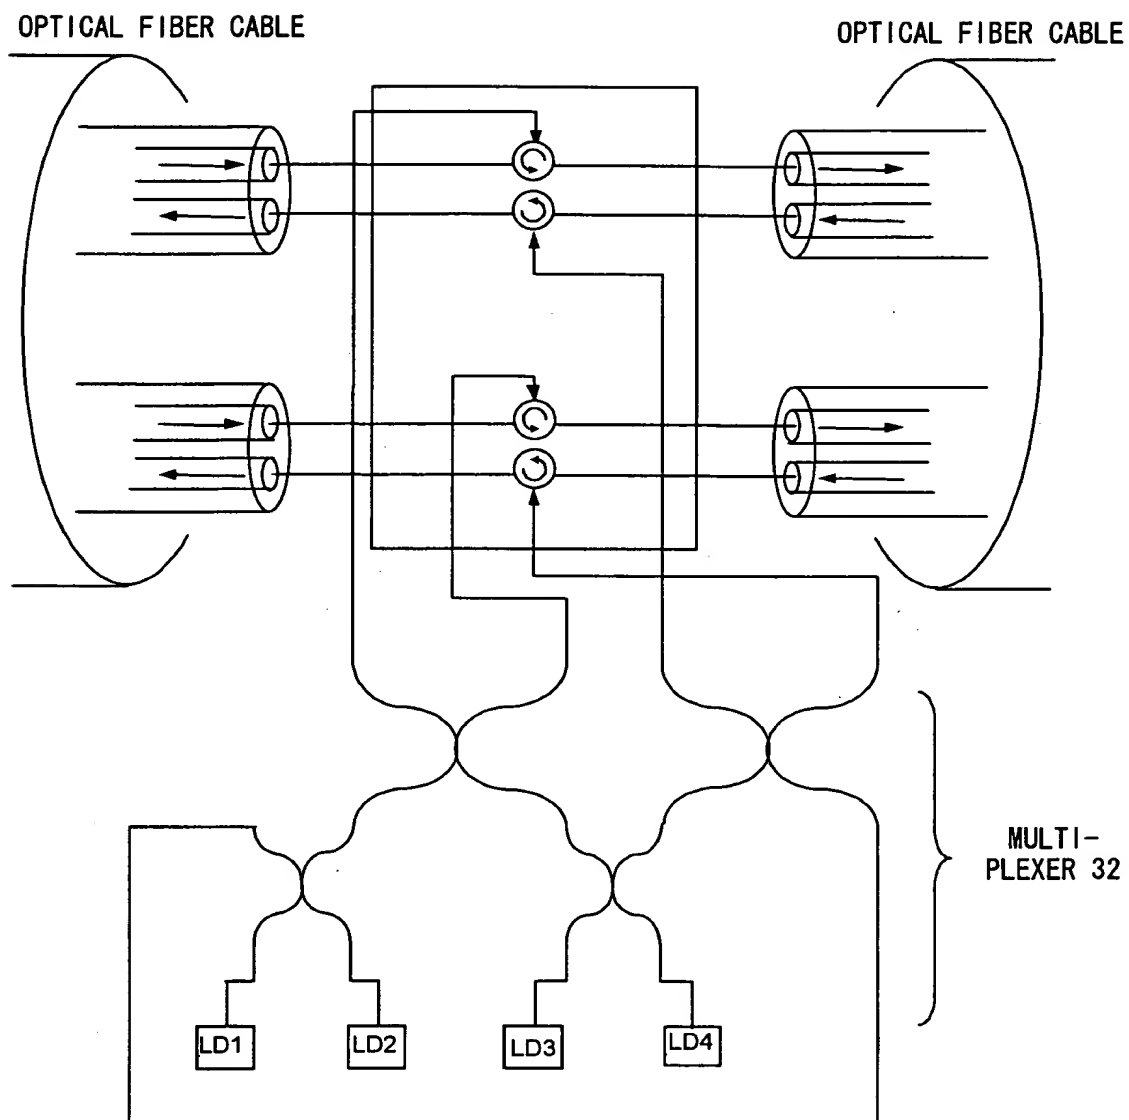 OPTICAL FIBER CABLE
OPTICAL FIBER CABLE
MULTI-
PLEXER 32
LD1
LD2
LD3
LD4